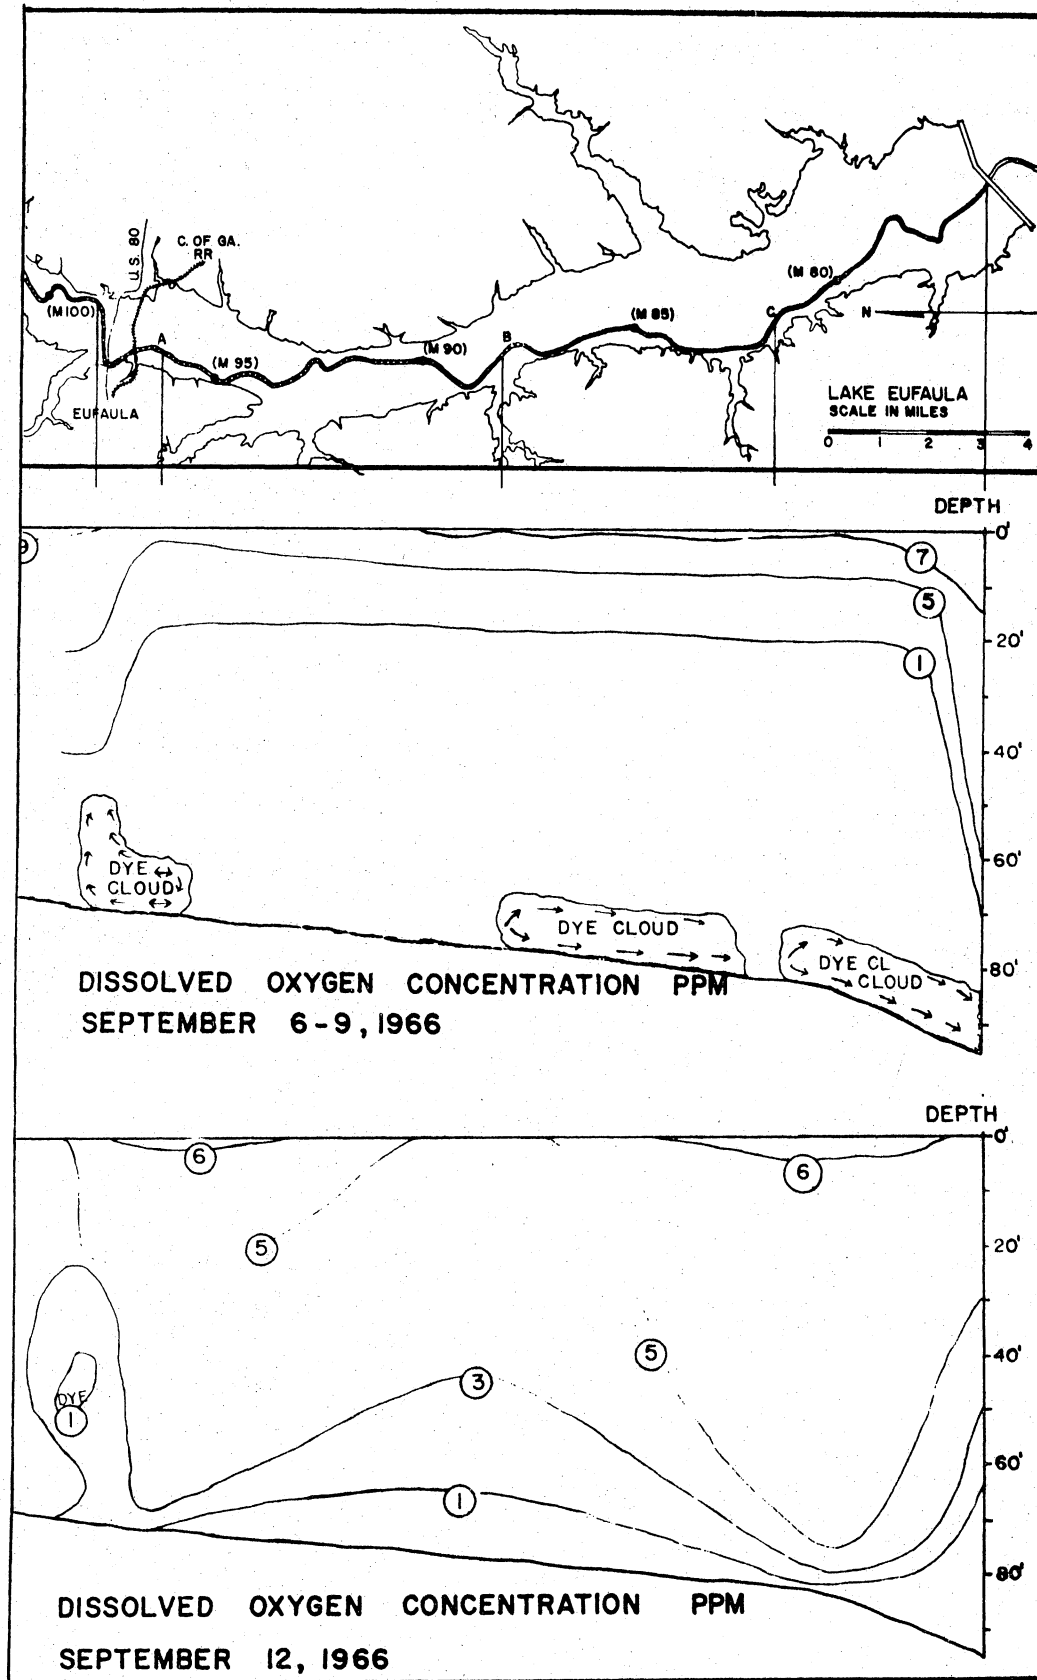 U.S. 80
C. OF GA.
RR
(M100)
A
(M 95)
EUFAULA
(M 90)
B
(M 85)
C
(M 80)
N
LAKE EUFAULA
SCALE IN MILES
0 1 2 3 4
DEPTH
0'
7
5
20'
1
40'
60'
DYE
CLOUD
DYE CLOUD
DYE CL
CLOUD
80'
DISSOLVED OXYGEN CONCENTRATION PPM
SEPTEMBER 6-9, 1966
DEPTH
0'
6
6
5
20'
5
40'
3
DYE
1
60'
1
80'
DISSOLVED OXYGEN CONCENTRATION PPM
SEPTEMBER 12, 1966